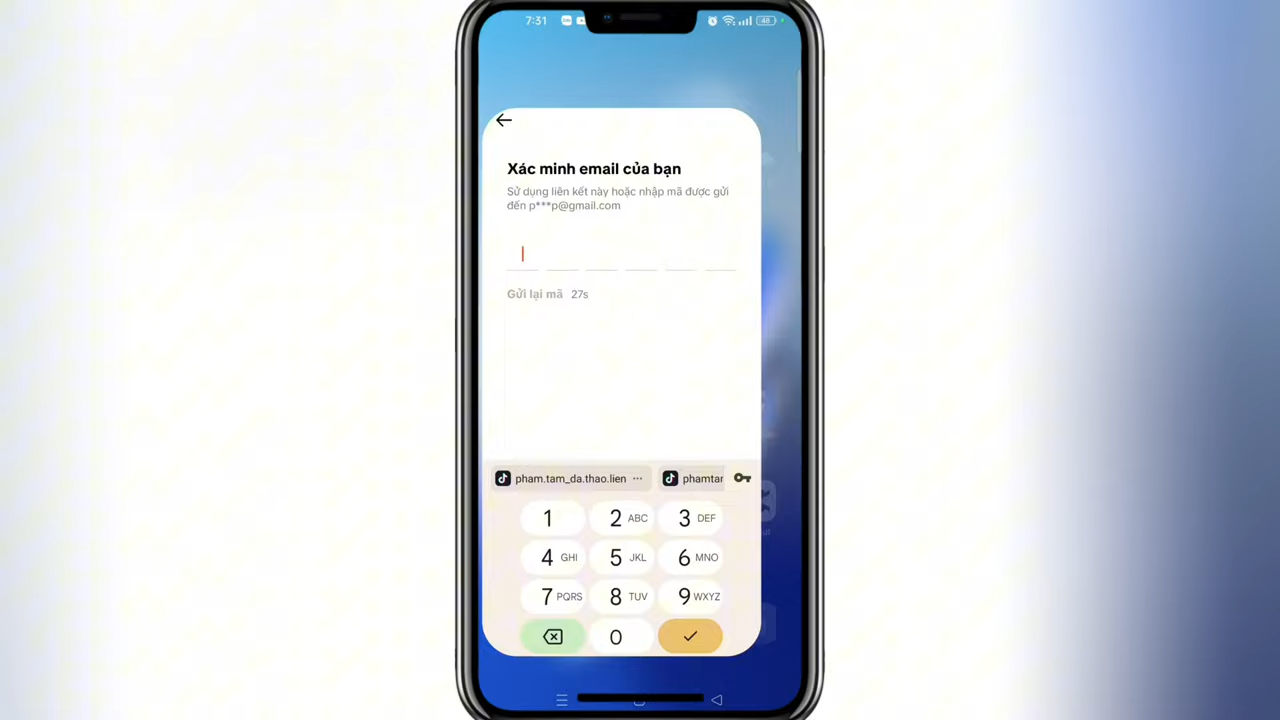 7:31
48
Xác minh email của bạn
Sử dụng liên kết này hoặc nhập mã được gửi
đến p***p@gmail.com
Gửi lại mã 27s
pham.tam_da.thao.lien ··· phamtar
1 2 ABC 3 DEF
4 GHI 5 JKL 6 MNO
7 PQRS 8 TUV 9 WXYZ
0